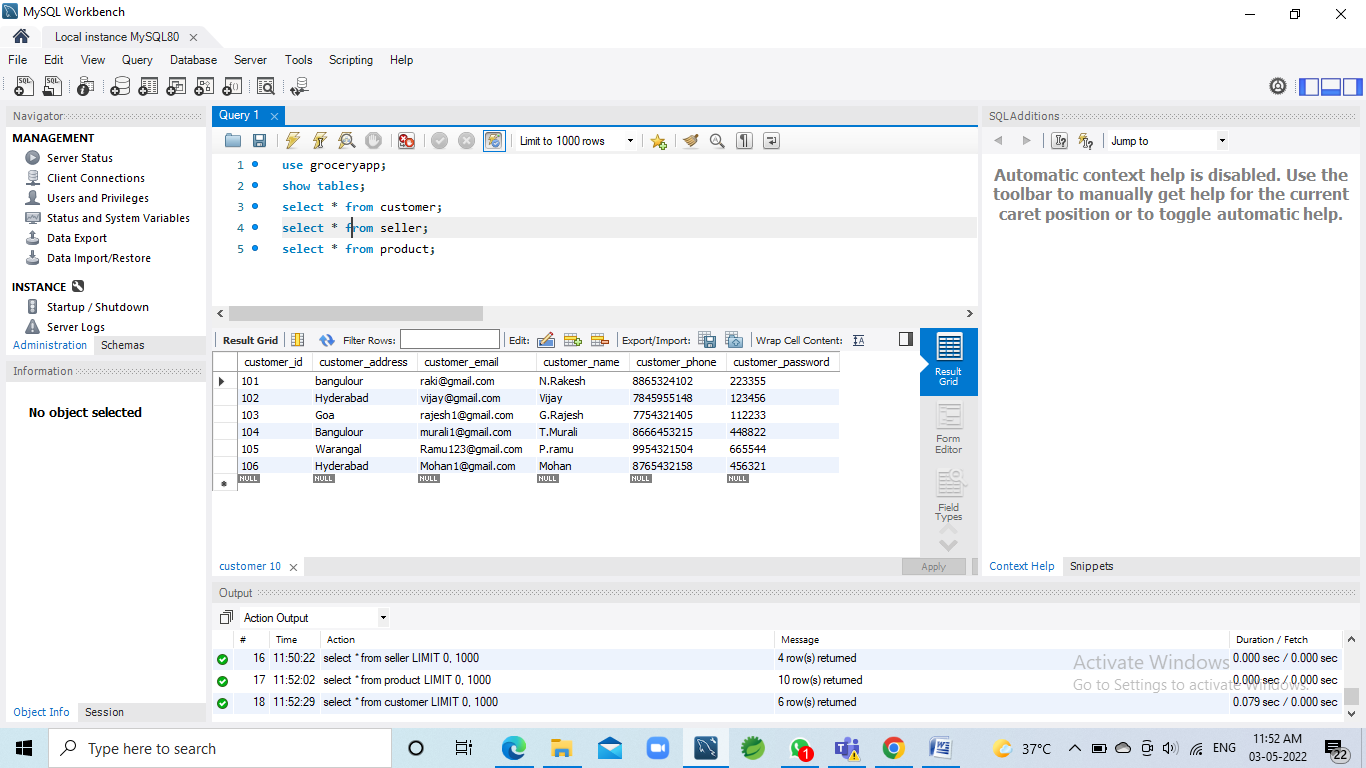 MySQL Workbench
Local instance MySQL80
File Edit View Query Database Server Tools Scripting Help
Navigator
MANAGEMENT
Server Status
Client Connections
Users and Privileges
Status and System Variables
Data Export
Data Import/Restore
INSTANCE
Startup / Shutdown
Server Logs
Administration Schemas
Information
No object selected
Object Info Session
Query 1
Limit to 1000 rows
1 use groceryapp;
2 show tables;
3 select * from customer;
4 select * from seller;
5 select * from product;
Result Grid Filter Rows: Edit: Export/Import: Wrap Cell Content:
customer_id customer_address customer_email customer_name customer_phone customer_password
101 bangulour raki@gmail.com N.Rakesh 8865324102 223355
102 Hyderabad vijay@gmail.com Vijay 7845955148 123456
103 Goa rajesh1@gmail.com G.Rajesh 7754321405 112233
104 Bangulour murali1@gmail.com T.Murali 8666453215 448822
105 Warangal Ramu123@gmail.com P.ramu 9954321504 665544
106 Hyderabad Mohan1@gmail.com Mohan 8765432158 456321
NULL NULL NULL NULL NULL NULL
Result
Grid
Form
Editor
Field
Types
customer 10
Apply
SQLAdditions
Jump to
Automatic context help is disabled. Use the
toolbar to manually get help for the current
caret position or to toggle automatic help.
Context Help Snippets
Output
Action Output
# Time Action Message Duration / Fetch
16 11:50:22 select * from seller LIMIT 0, 1000 4 row(s) returned 0.000 sec / 0.000 sec
17 11:52:02 select * from product LIMIT 0, 1000 10 row(s) returned 0.000 sec / 0.000 sec
18 11:52:29 select * from customer LIMIT 0, 1000 6 row(s) returned 0.079 sec / 0.000 sec
Activate Windows
Go to Settings to activate Windows.
Type here to search
1
37°C
ENG
11:52 AM
03-05-2022
22